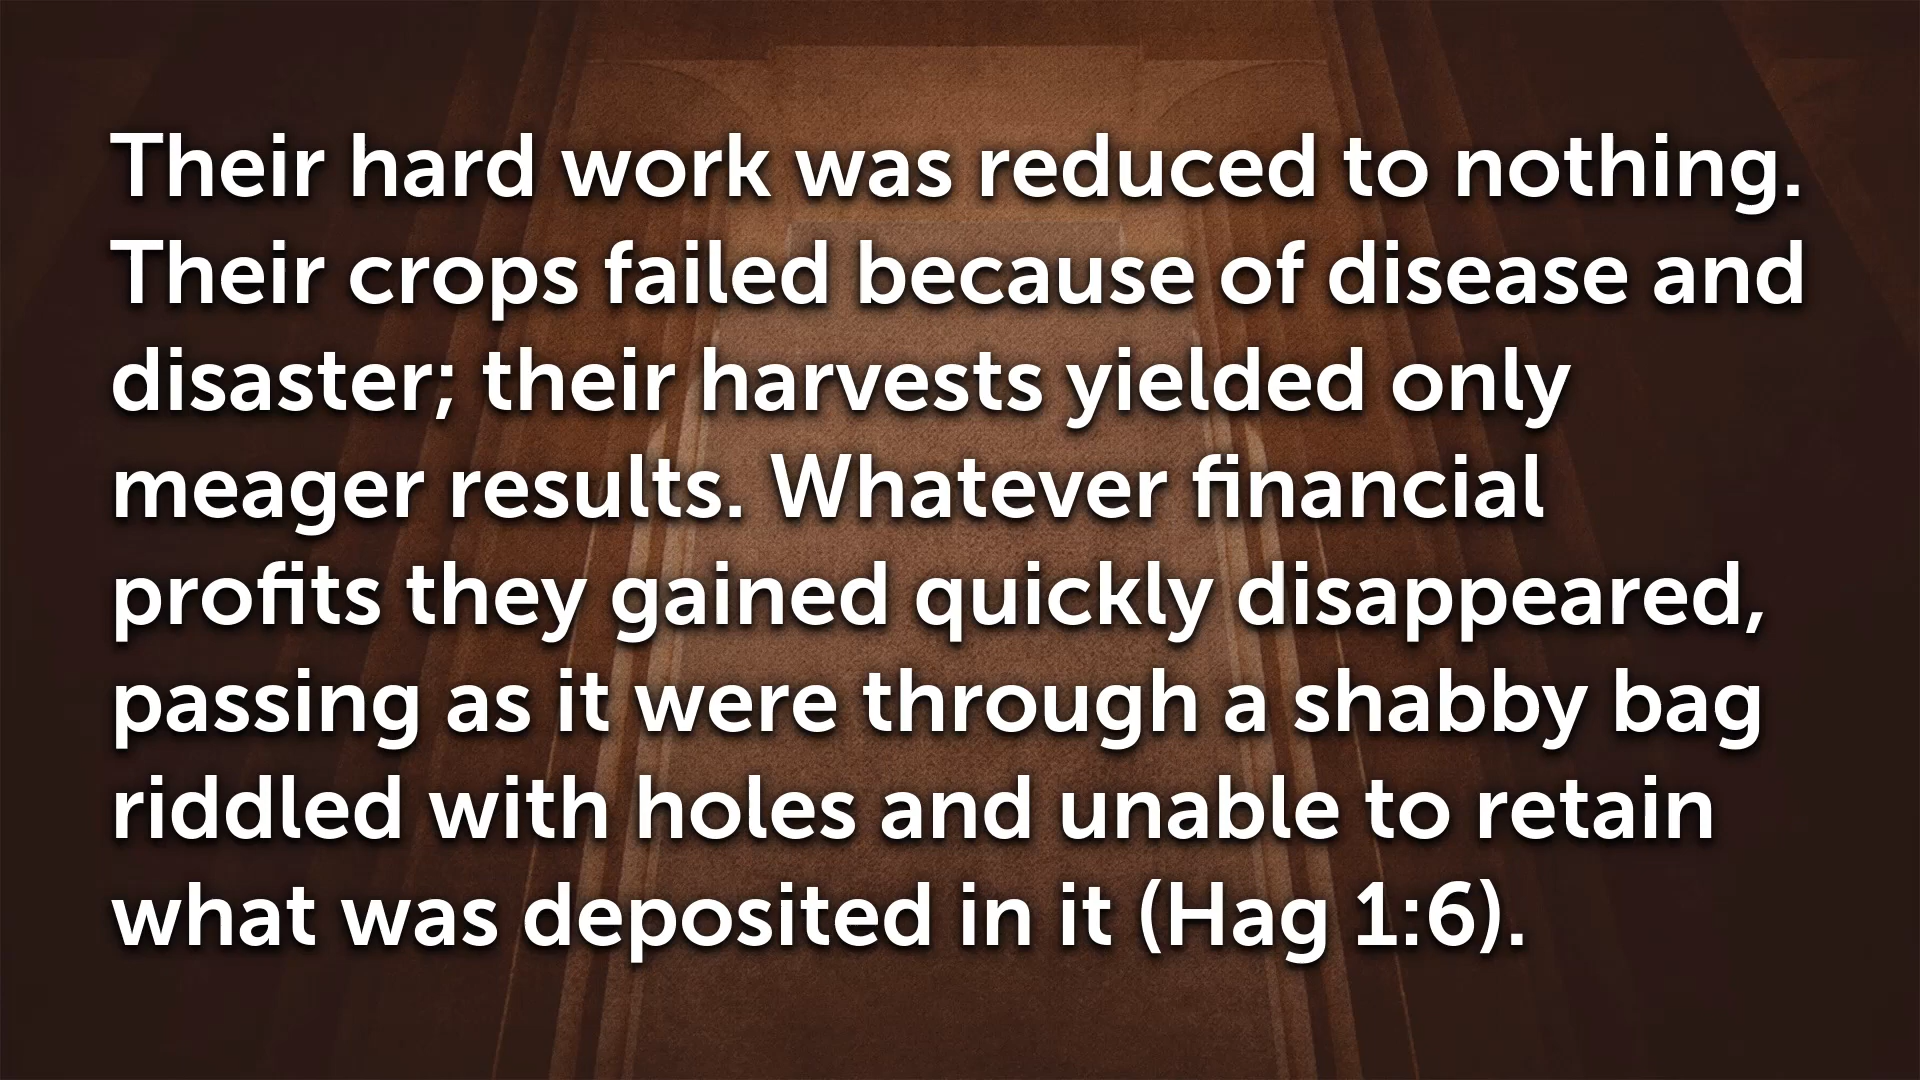 Their hard work was reduced to nothing.
Their crops failed because of disease and
disaster; their harvests yielded only
meager results. Whatever financial
profits they gained quickly disappeared,
passing as it were through a shabby bag
riddled with holes and unable to retain
what was deposited in it (Hag 1:6).